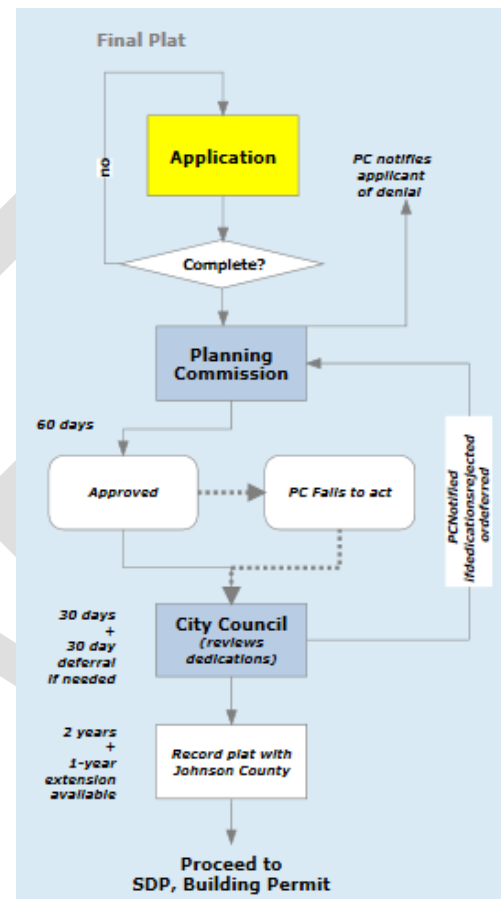 Final Plat
no
Application
PC notifies
applicant
of denial
Complete?
Planning
Commission
60 days
Approved
PC Fails to act
PCNotified
ifdedicationsrejected
ordeferred
30 days
+
30 day
deferral
if needed
City Council
(reviews
dedications)
2 years
+
1-year
extension
available
Record plat with
Johnson County
Proceed to
SDP, Building Permit